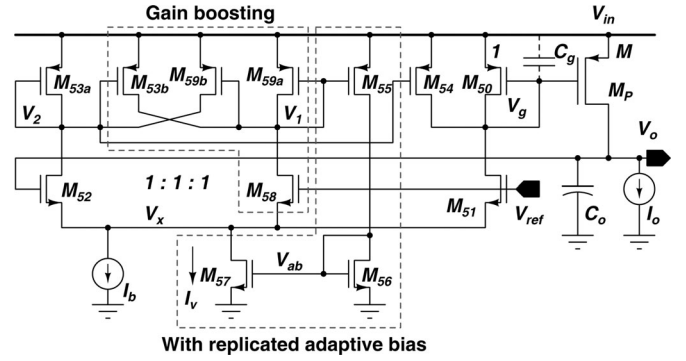 Gain boosting
V_in
1
C_g
M
M_53a
M_53b
M_59b
M_59a
M_55
M_54
M_50
M_P
V_2
V_1
V_g
V_o
M_52
1 : 1 : 1
M_58
M_51
V_ref
C_o
I_o
V_x
I_b
M_57
V_ab
M_56
I_v
With replicated adaptive bias